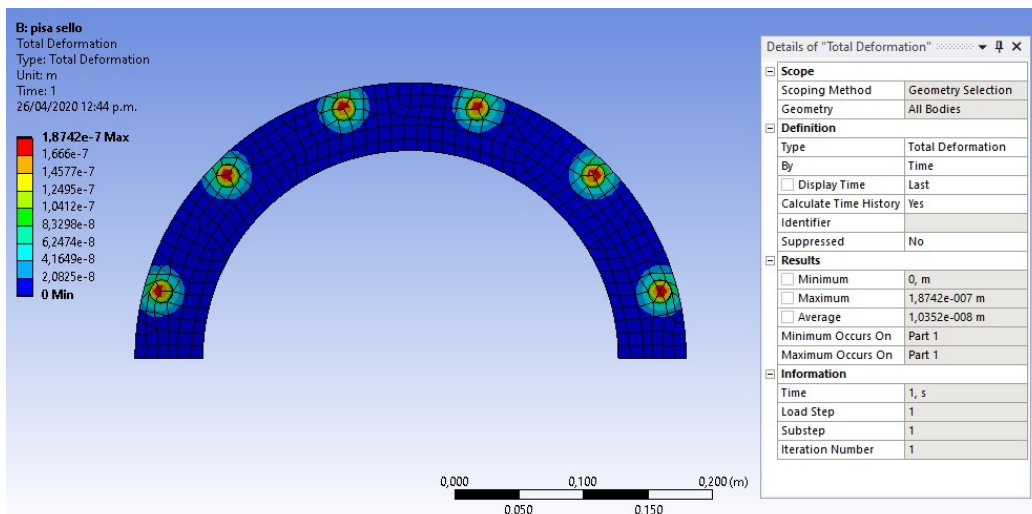 B: pisa sello
Total Deformation
Type: Total Deformation
Unit: m
Time: 1
26/04/2020 12:44 p.m.
1,8742e-7 Max
1,666e-7
1,4577e-7
1,2495e-7
1,0412e-7
8,3298e-8
6,2474e-8
4,1649e-8
2,0825e-8
0 Min
0,000 0,100 0,200 (m)
0,050 0,150
Details of "Total Deformation"
Scope
Scoping Method Geometry Selection
Geometry All Bodies
Definition
Type Total Deformation
By Time
Display Time Last
Calculate Time History Yes
Identifier
Suppressed No
Results
Minimum 0, m
Maximum 1,8742e-007 m
Average 1,0352e-008 m
Minimum Occurs On Part 1
Maximum Occurs On Part 1
Information
Time 1, s
Load Step 1
Substep 1
Iteration Number 1